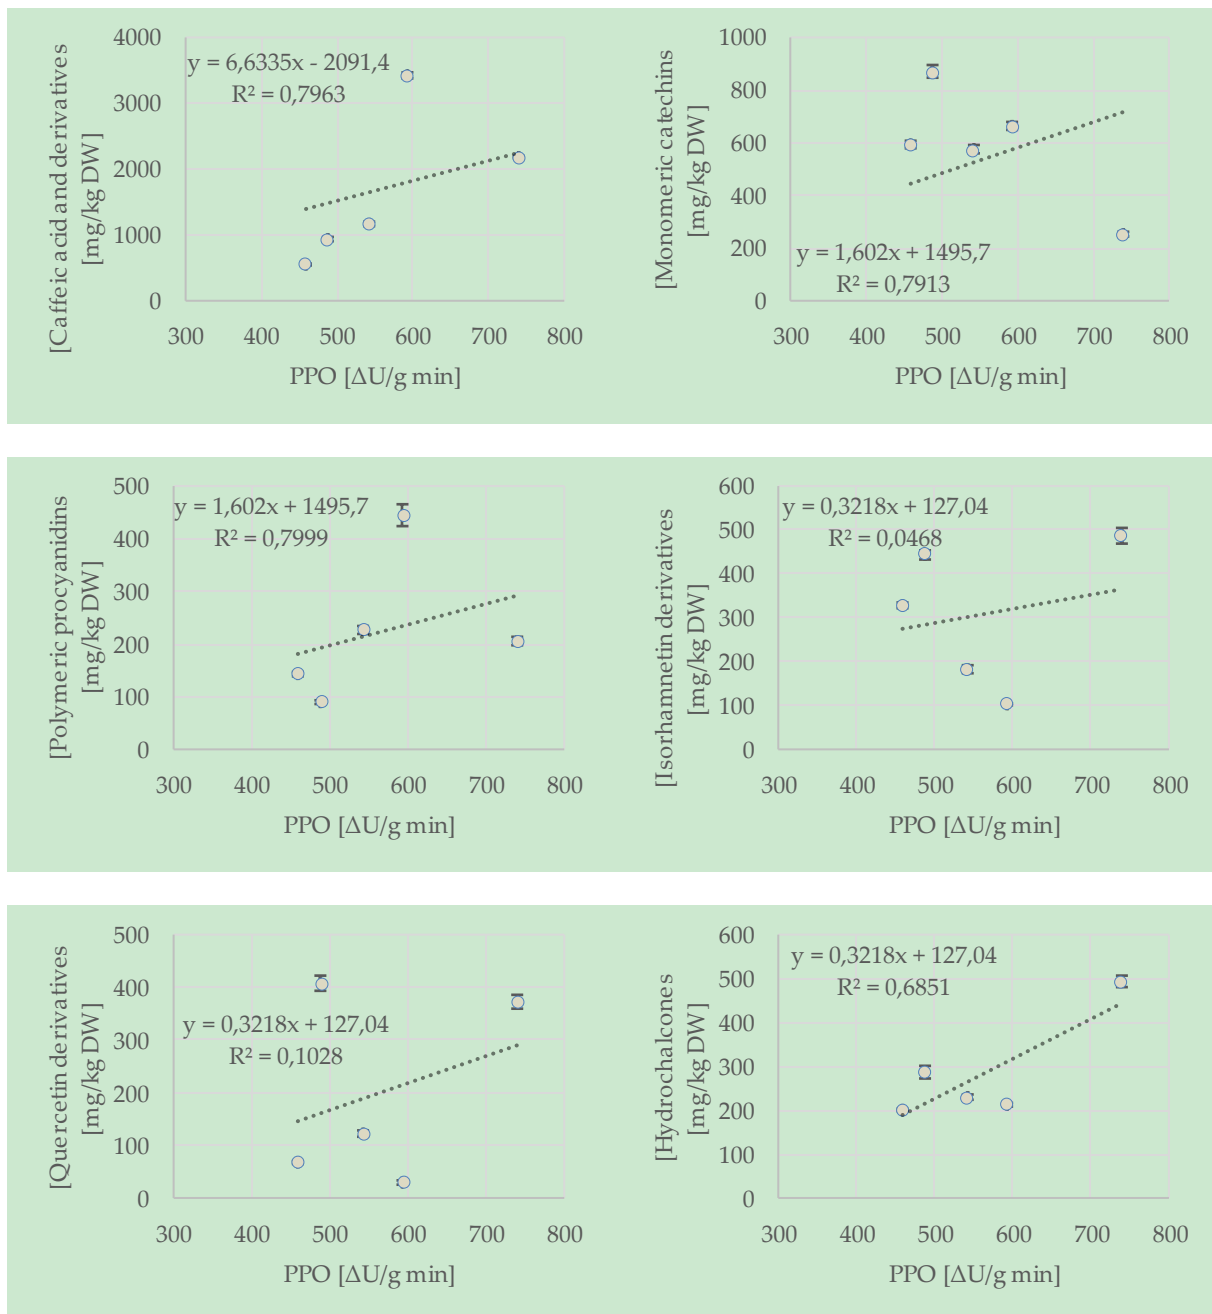 [Caffeic acid and derivatives
[mg/kg DW]
4000
3000
2000
1000
0
y = 6,6335x - 2091,4
R² = 0,7963
300 400 500 600 700 800
PPO [ΔU/g min]
[Monomeric catechins
[mg/kg DW]
1000
800
600
400
200
0
y = 1,602x + 1495,7
R² = 0,7913
300 400 500 600 700 800
PPO [ΔU/g min]
[Polymeric procyanidins
[mg/kg DW]
500
400
300
200
100
0
y = 1,602x + 1495,7
R² = 0,7999
300 400 500 600 700 800
PPO [ΔU/g min]
[Isorhamnetin derivatives
[mg/kg DW]
600
500
400
300
200
100
0
y = 0,3218x + 127,04
R² = 0,0468
300 400 500 600 700 800
PPO [ΔU/g min]
[Quercetin derivatives
[mg/kg DW]
500
400
300
200
100
0
y = 0,3218x + 127,04
R² = 0,1028
300 400 500 600 700 800
PPO [ΔU/g min]
[Hydrochalcones
[mg/kg DW]
600
500
400
300
200
100
0
y = 0,3218x + 127,04
R² = 0,6851
300 400 500 600 700 800
PPO [ΔU/g min]